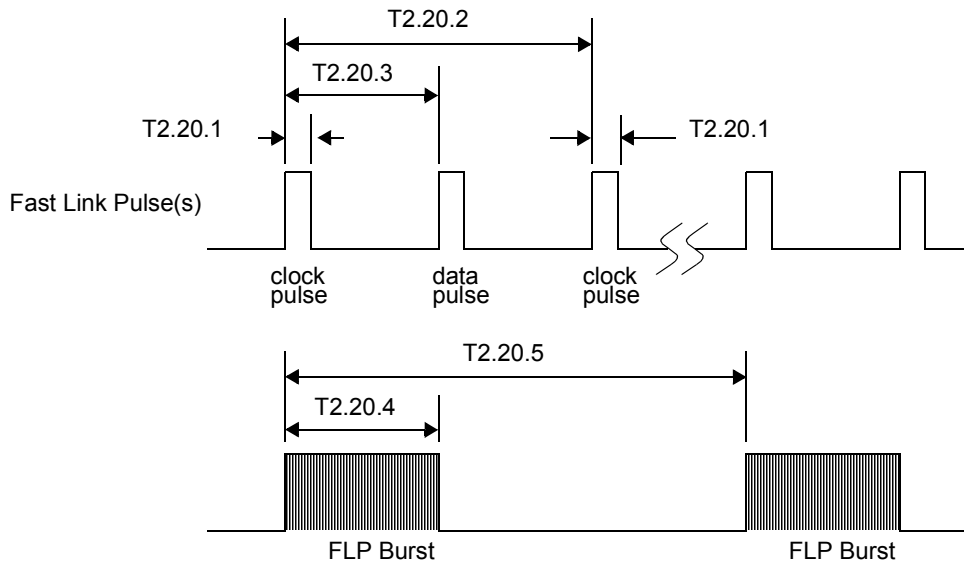 T2.20.2
T2.20.3
T2.20.1
T2.20.1
Fast Link Pulse(s)
clock
pulse
data
pulse
clock
pulse
T2.20.5
T2.20.4
FLP Burst
FLP Burst